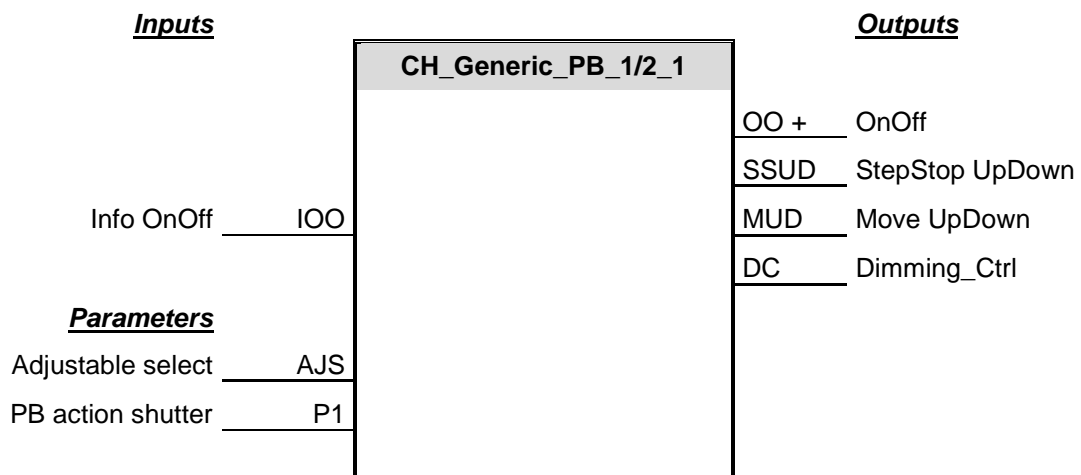 Inputs
Outputs
CH_Generic_PB_1/2_1
OO + OnOff
SSUD StepStop UpDown
Info OnOff IOO
MUD Move UpDown
DC Dimming_Ctrl
Parameters
Adjustable select AJS
PB action shutter P1